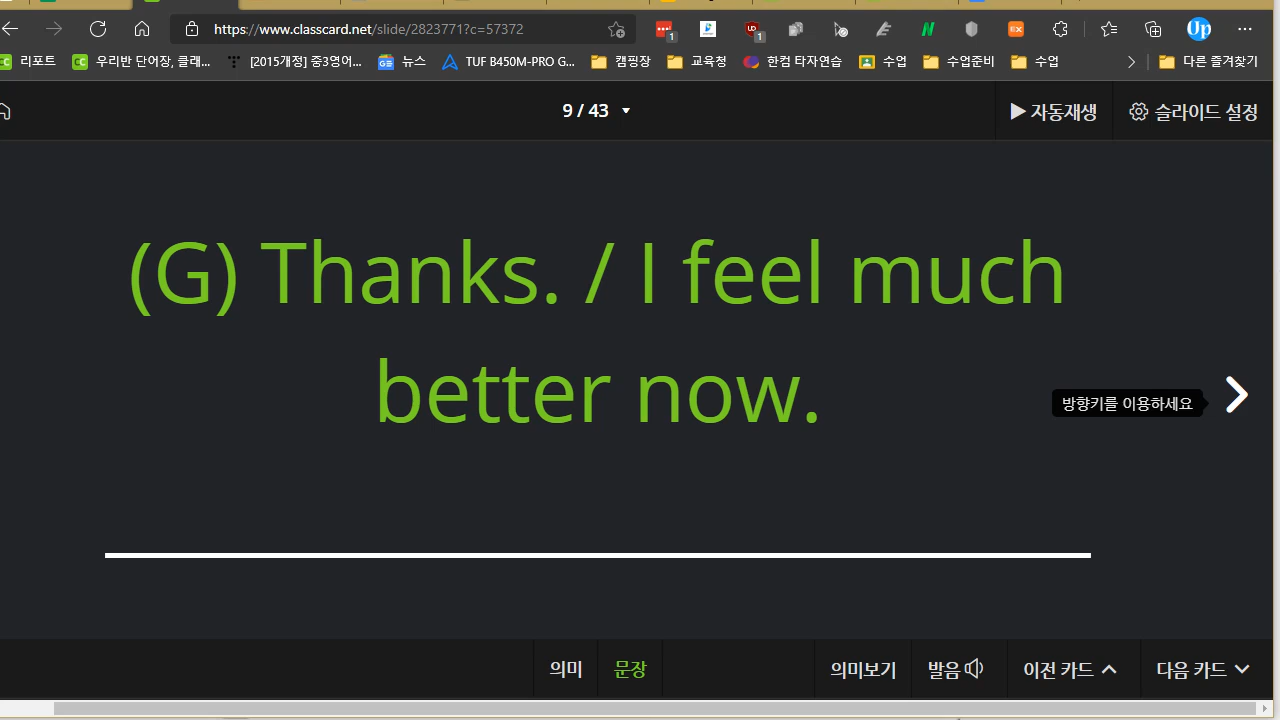 https://www.classcard.net/slide/2823771?c=57372
1
UD
1
EX
Up
리포트
우리반 단어장, 클래...
[2015개정] 중3영어...
뉴스
TUF B450M-PRO G...
캠핑장
교육청
한컴 타자연습
수업
수업준비
수업
다른 즐겨찾기
9 / 43
자동재생
슬라이드 설정
(G) Thanks. / I feel much
better now.
방향키를 이용하세요
의미
문장
의미보기
발음
이전 카드
다음 카드